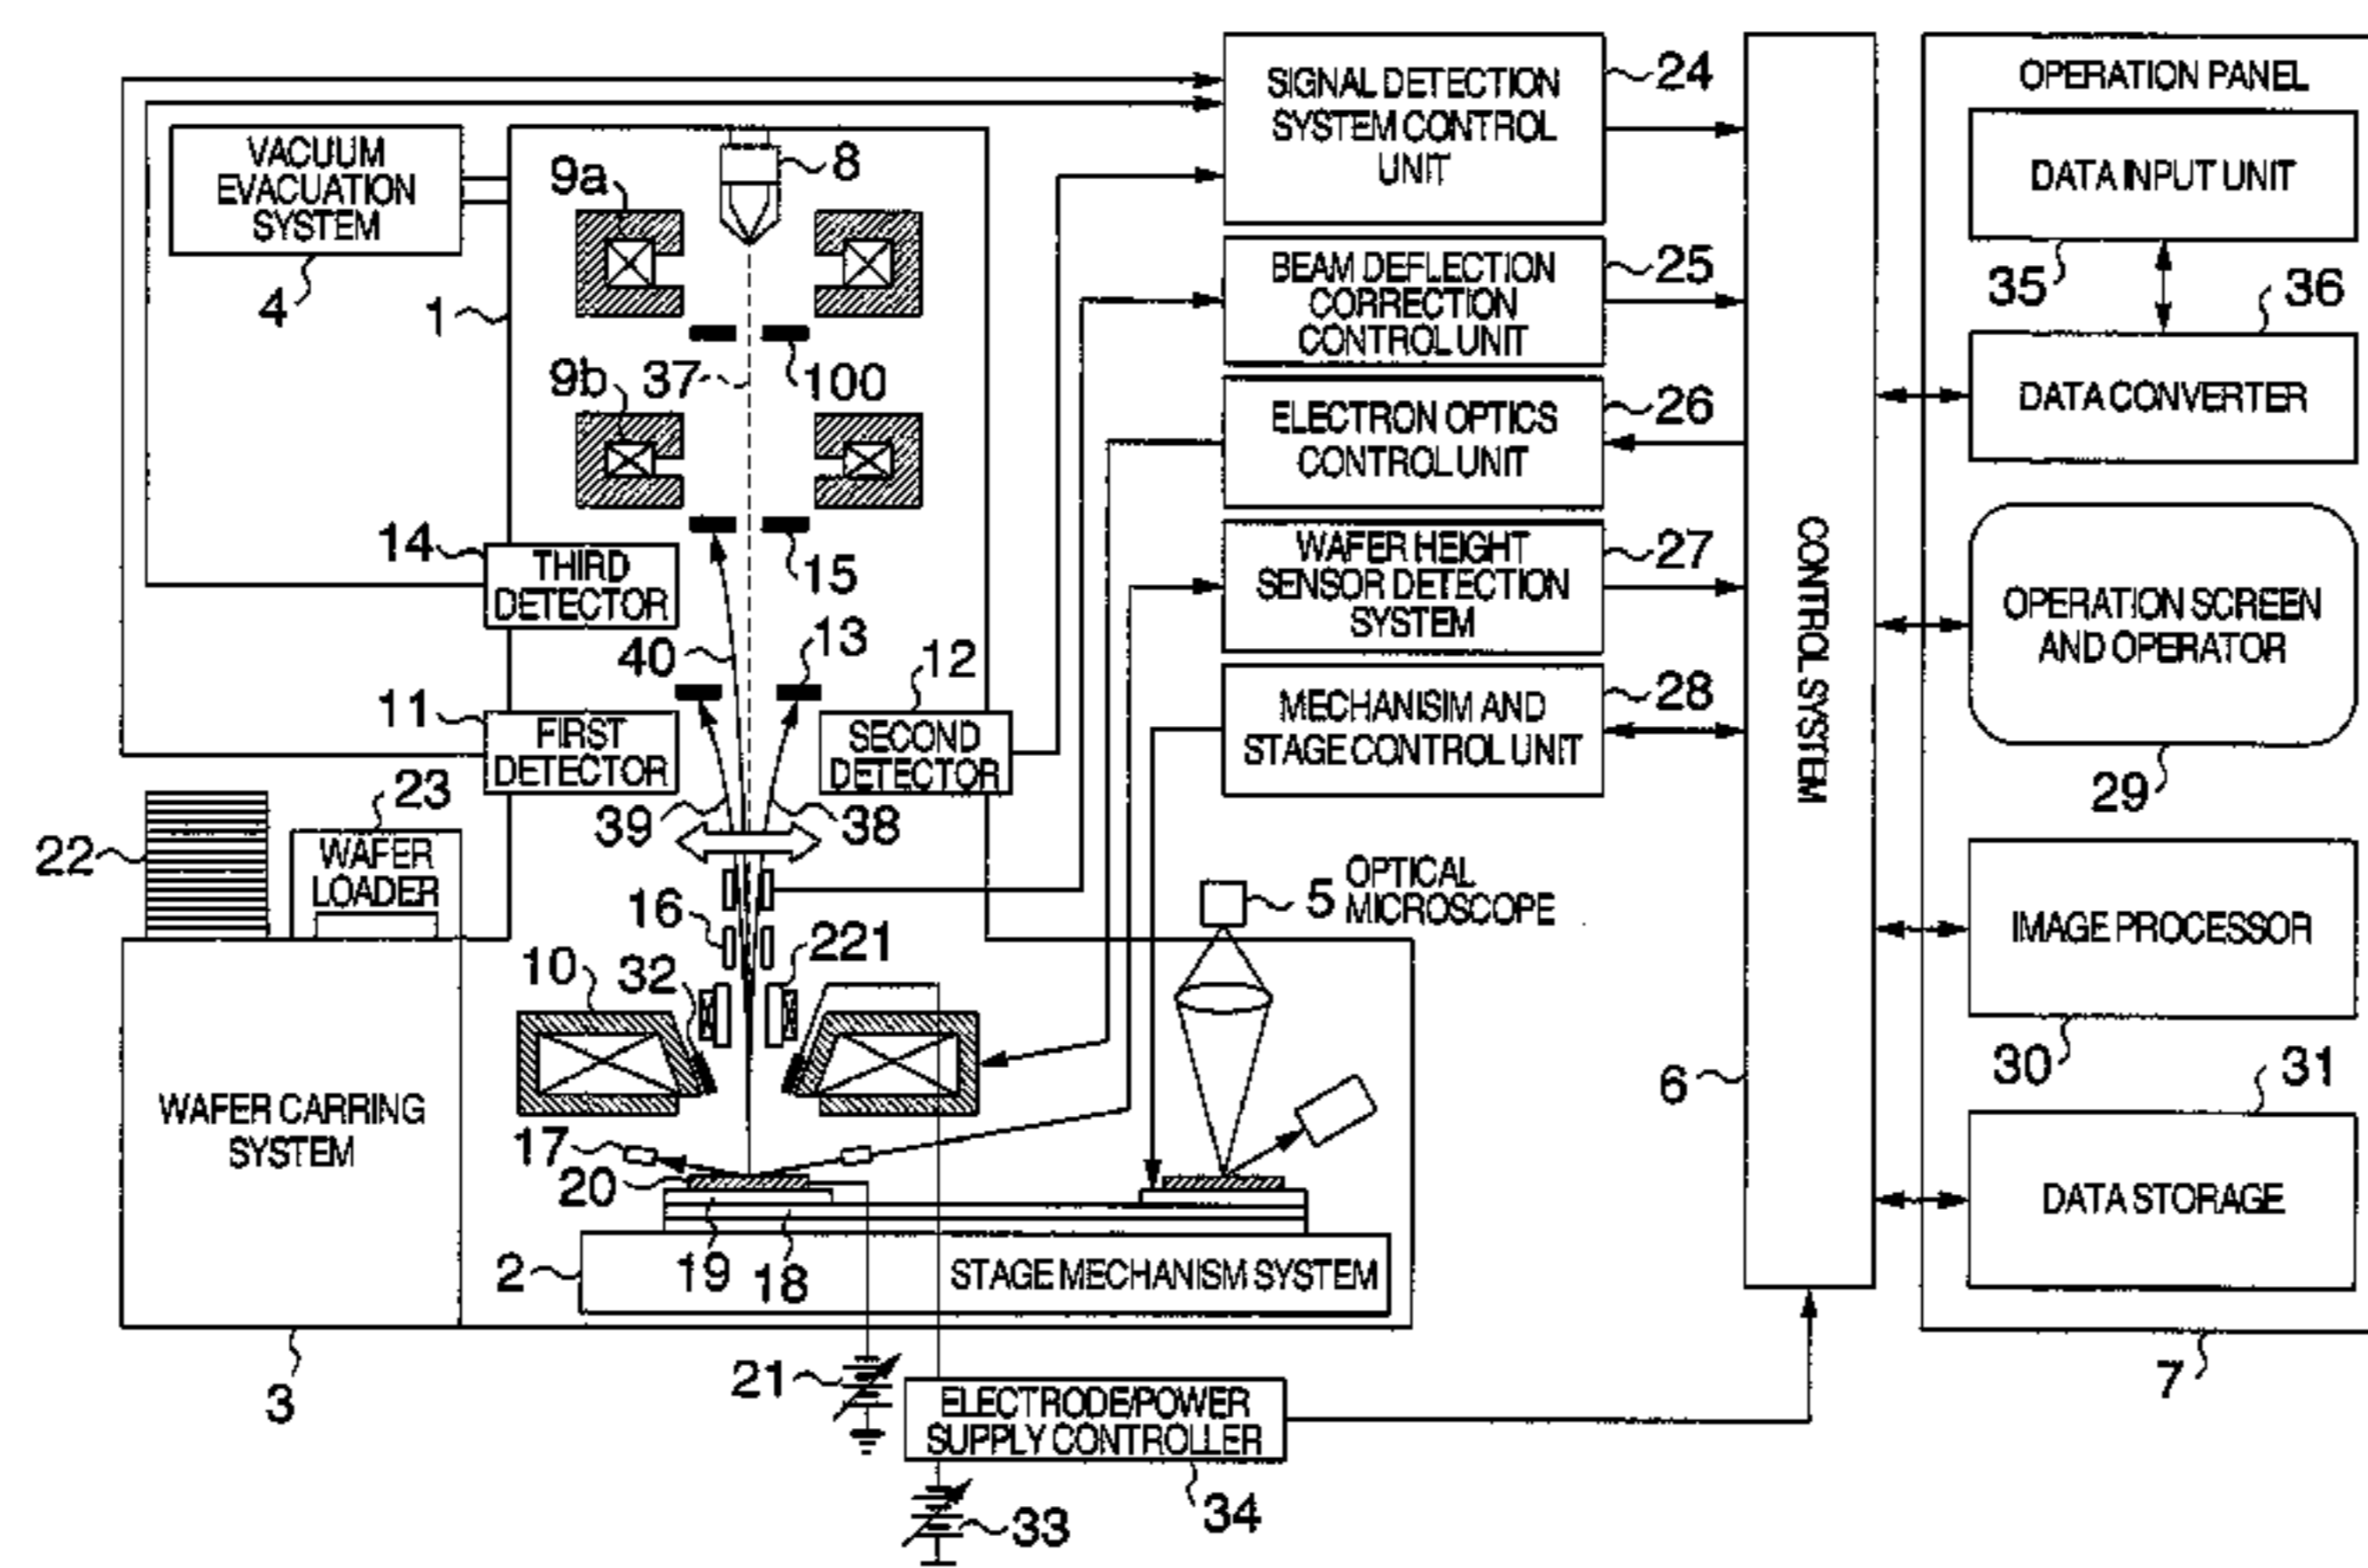 SIGNAL DETECTION
SYSTEM CONTROL
UNIT
24
OPERATION PANEL
VACUUM
EVACUATION
SYSTEM
4
1
8
9a
DATA INPUT UNIT
35
BEAM DEFLECTION
CORRECTION
CONTROL UNIT
25
36
37
100
9b
ELECTRON OPTICS
CONTROL UNIT
26
DATA CONVERTER
14
THIRD
DETECTOR
15
WAFER HEIGHT
SENSOR DETECTION
SYSTEM
27
CONTROL SYSTEM
OPERATION SCREEN
AND OPERATOR
29
40
13
12
11
FIRST
DETECTOR
SECOND
DETECTOR
MECHANISIM AND
STAGE CONTROL UNIT
28
23
22
WAFER
LOADER
39
38
16
221
5
OPTICAL
MICROSCOPE
IMAGE PROCESSOR
30
10
32
6
31
WAFER CARRING
SYSTEM
17
20
DATA STORAGE
2
19
18
STAGE MECHANISM SYSTEM
3
21
7
ELECTRODE/POWER
SUPPLY CONTROLLER
33
34